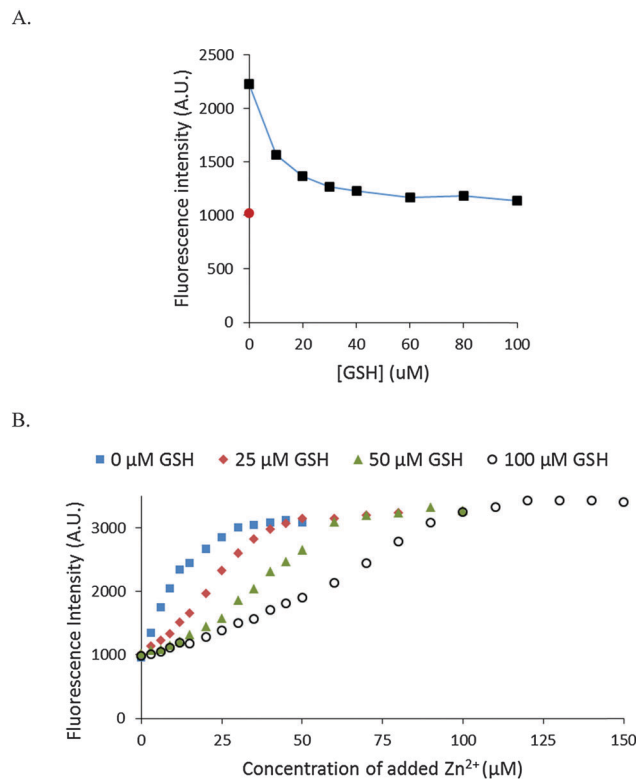 A.
Fluorescence intensity (A.U.)
2500
2000
1500
1000
500
0
0 20 40 60 80 100
[GSH] (uM)
B.
0 µM GSH 25 µM GSH 50 µM GSH 100 µM GSH
Fluorescence Intensity (A.U.)
3000
2000
1000
0
0 25 50 75 100 125 150
Concentration of added Zn²⁺(µM)